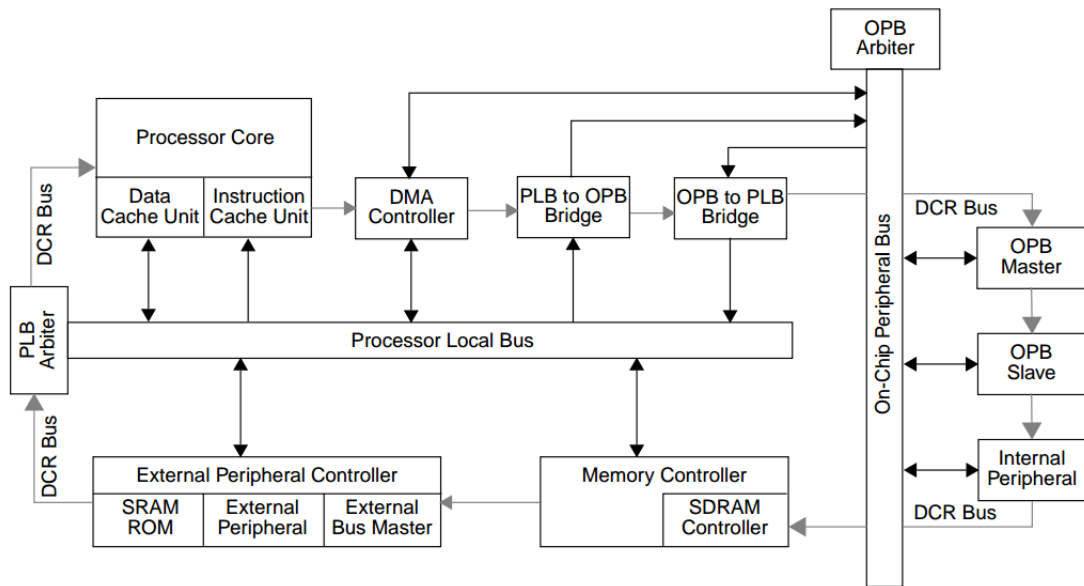 OPB
Arbiter
Processor Core
Data
Cache Unit
Instruction
Cache Unit
DMA
Controller
PLB to OPB
Bridge
OPB to PLB
Bridge
DCR Bus
DCR Bus
OPB
Master
PLB
Arbiter
Processor Local Bus
On-Chip Peripheral Bus
OPB
Slave
DCR Bus
External Peripheral Controller
SRAM
ROM
External
Peripheral
External
Bus Master
Memory Controller
SDRAM
Controller
Internal
Peripheral
DCR Bus